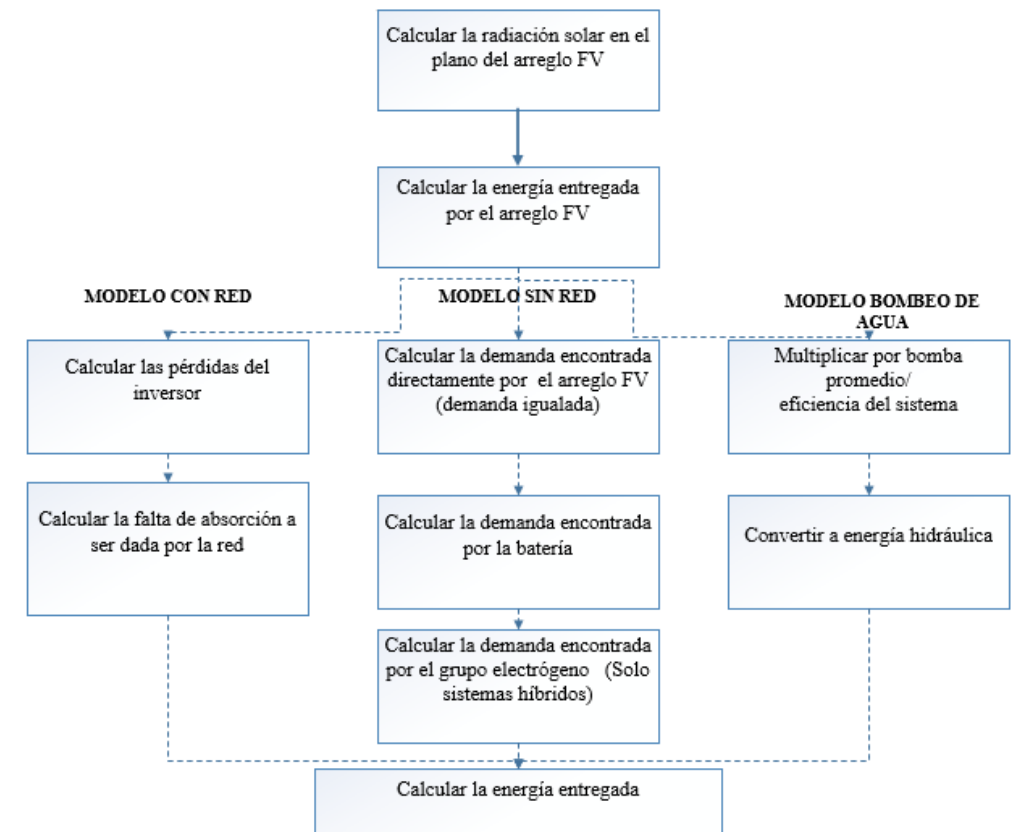 Calcular la radiación solar en el
plano del arreglo FV
Calcular la energía entregada
por el arreglo FV
MODELO CON RED
Calcular las pérdidas del
inversor
Calcular la falta de absorción a
ser dada por la red
MODELO SIN RED
Calcular la demanda encontrada
directamente por el arreglo FV
(demanda igualada)
Calcular la demanda encontrada
por la batería
Calcular la demanda encontrada
por el grupo electrógeno (Solo
sistemas híbridos)
MODELO BOMBEO DE
AGUA
Multiplicar por bomba
promedio/
eficiencia del sistema
Convertir a energía hidráulica
Calcular la energía entregada